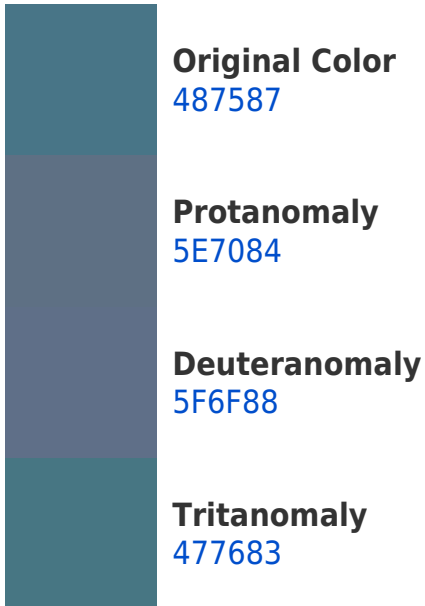 Original Color
487587
Protanomaly
5E7084
Deuteranomaly
5F6F88
Tritanomaly
477683